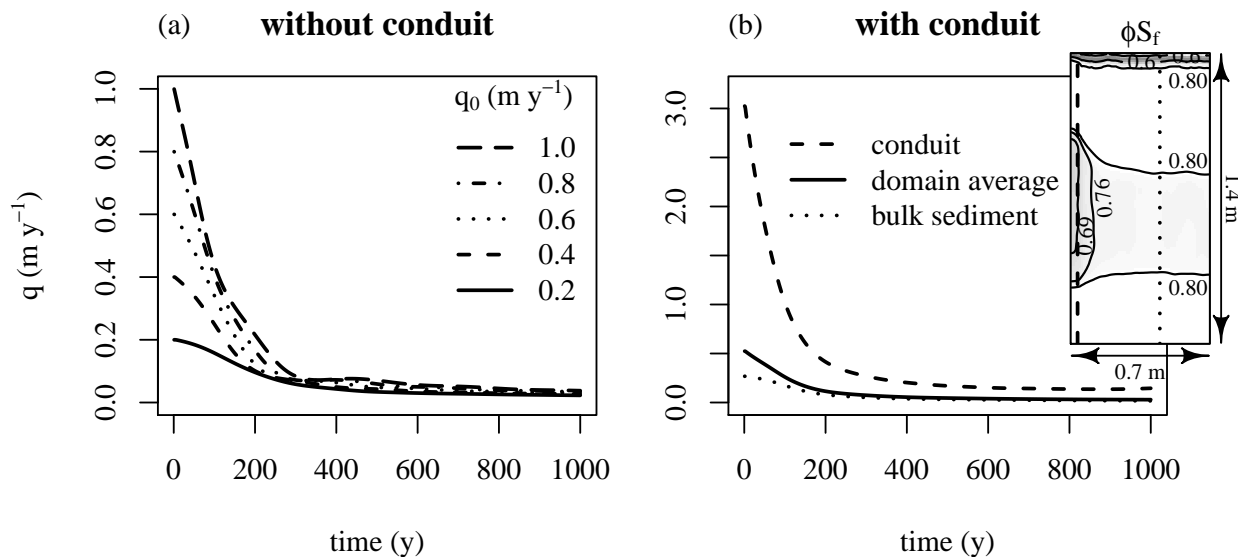 (a) without conduit
q₀ (m y⁻¹)
1.0
0.8
0.6
0.4
0.2
q (m y⁻¹)
1.0
0.8
0.6
0.4
0.2
0.0
0 200 400 600 800 1000
time (y)
(b) with conduit
conduit
domain average
bulk sediment
3.0
2.0
1.0
0.0
0 200 400 600 800 1000
time (y)
ϕS_f
0.6
0.80
0.80
0.76
0.69
0.80
1.4 m
0.7 m